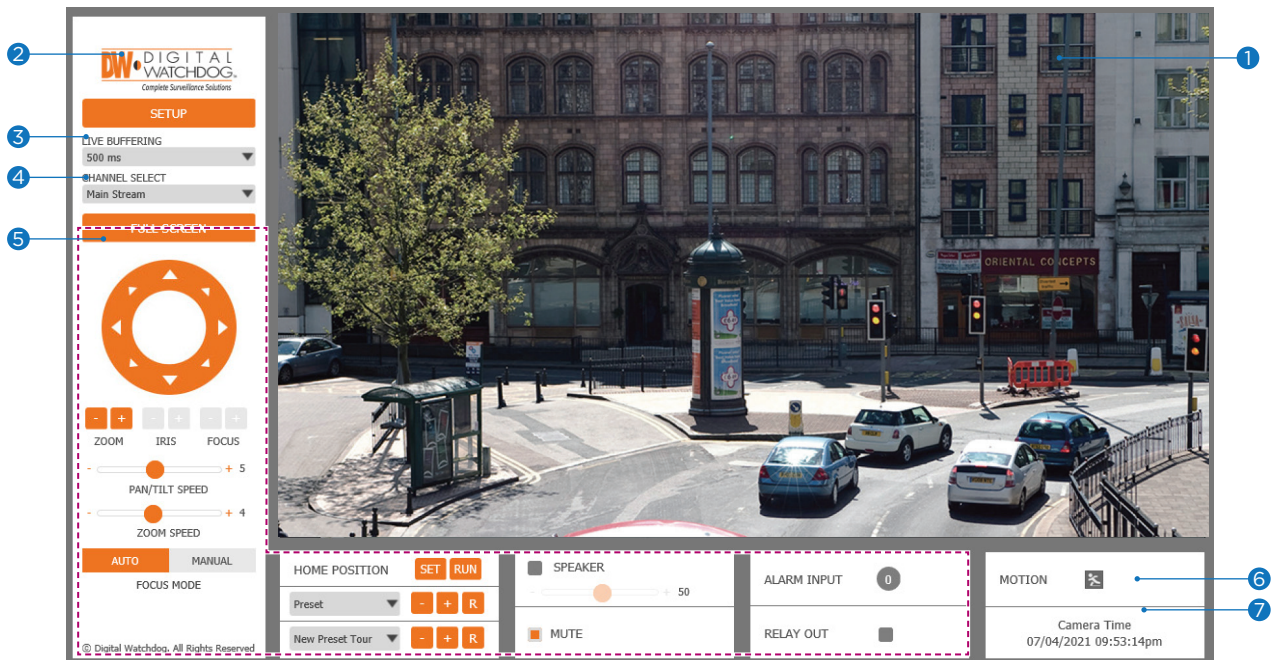 2
DW DIGITAL
WATCHDOG®
Complete Surveillance Solutions
SETUP
3
LIVE BUFFERING
500 ms
4
CHANNEL SELECT
Main Stream
5
FULL SCREEN
- + - + - +
ZOOM IRIS FOCUS
- + 5
PAN/TILT SPEED
- + 4
ZOOM SPEED
AUTO MANUAL
FOCUS MODE
© Digital Watchdog. All Rights Reserved
1
ORIENTAL CONCEPTS
HOME POSITION SET RUN
Preset - + R
New Preset Tour - + R
SPEAKER
- + 50
MUTE
ALARM INPUT 0
RELAY OUT
MOTION
6
7
Camera Time
07/04/2021 09:53:14pm